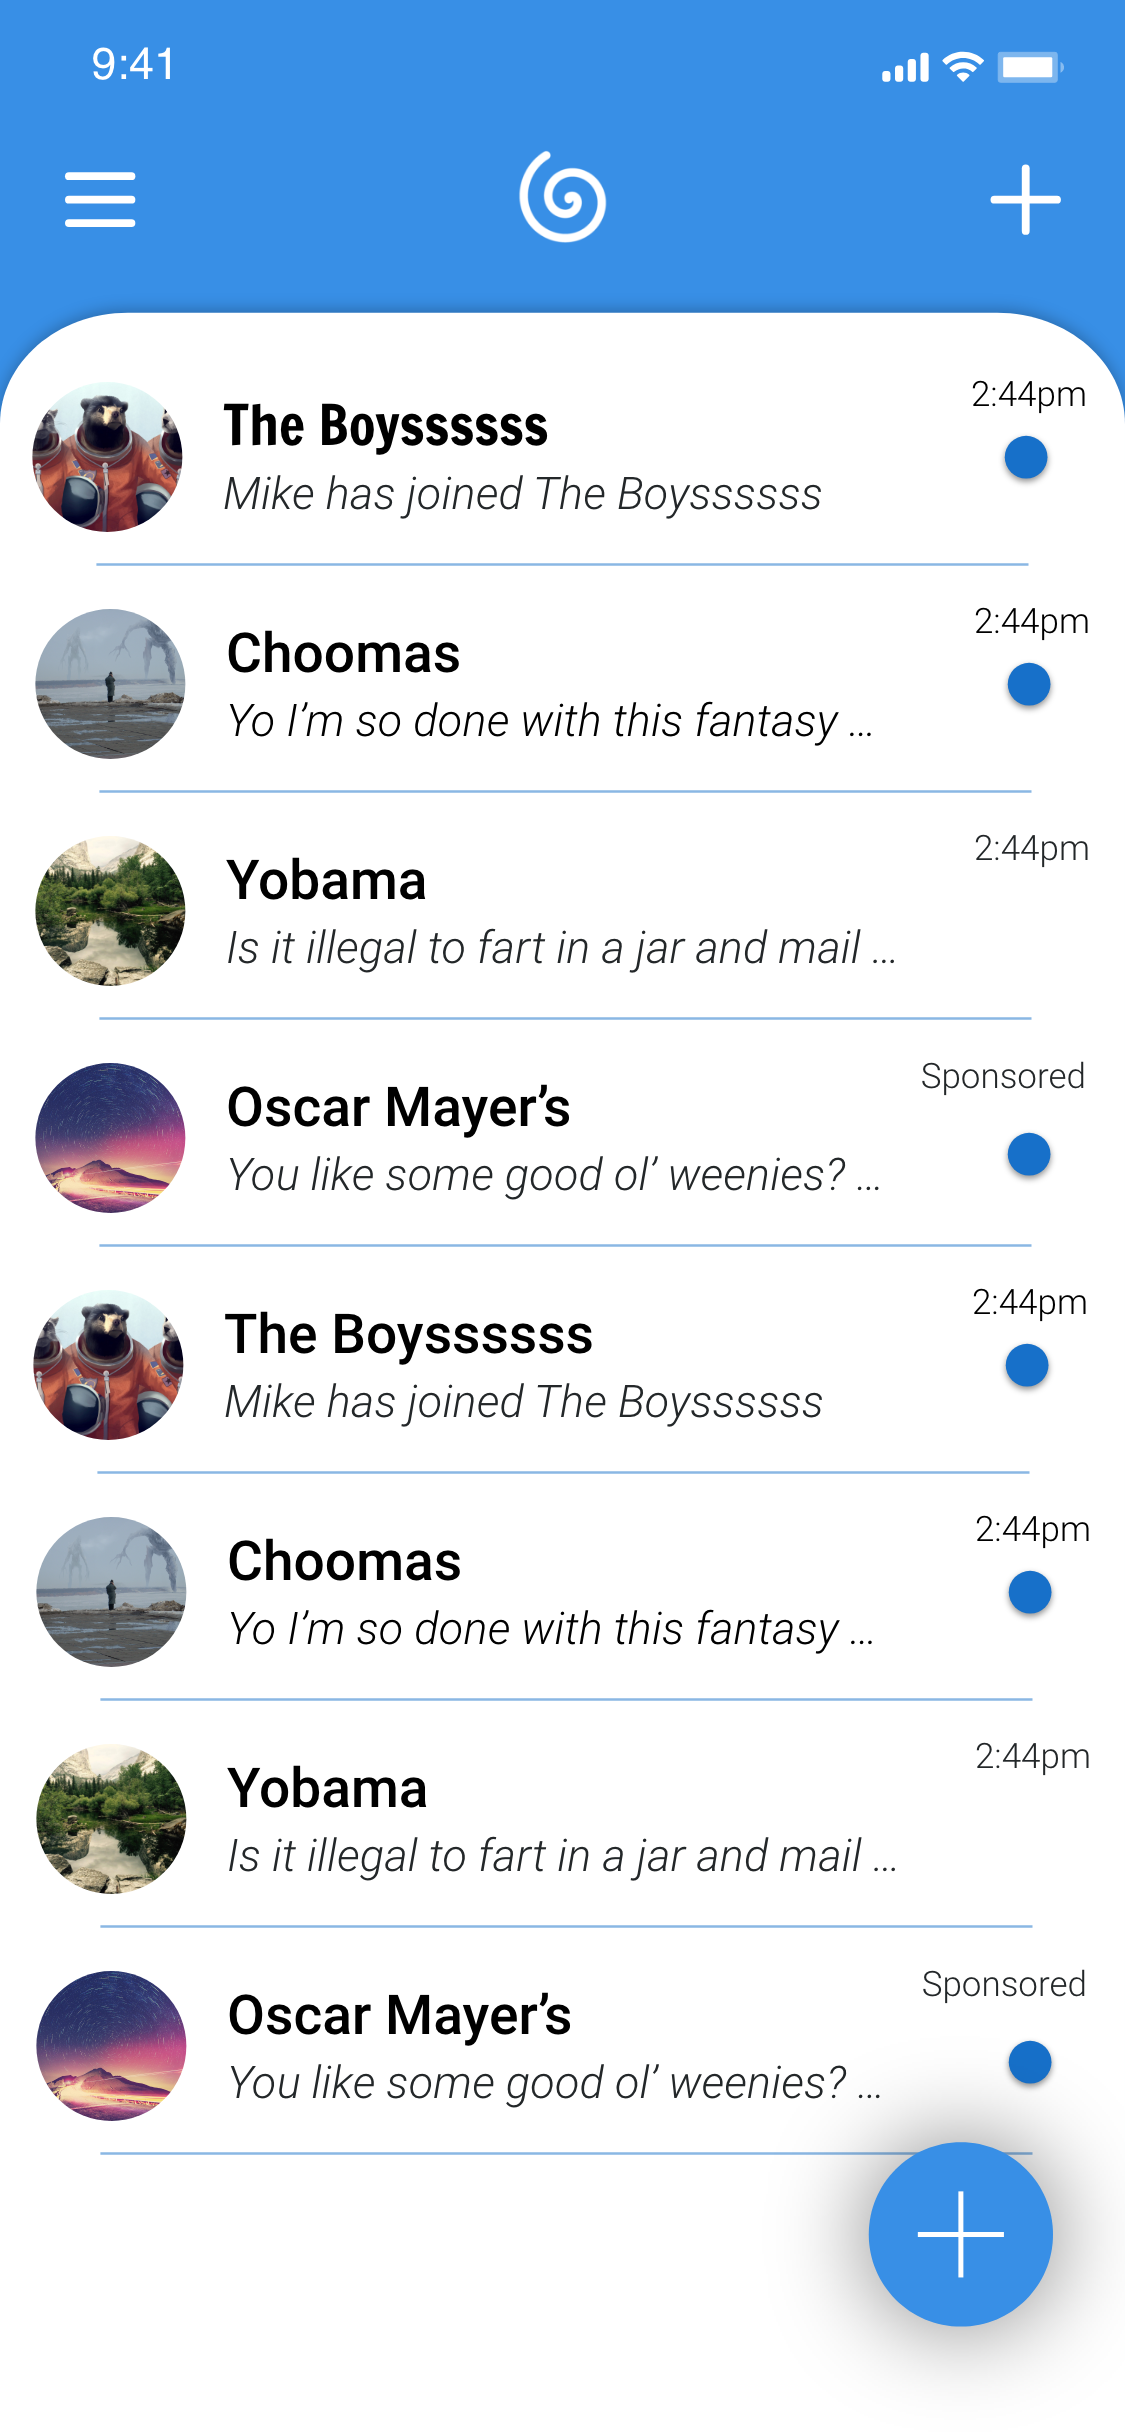 9:41
2:44pm
The Boyssssss
Mike has joined The Boyssssss
2:44pm
Choomas
Yo I’m so done with this fantasy ...
2:44pm
Yobama
Is it illegal to fart in a jar and mail ...
Sponsored
Oscar Mayer’s
You like some good ol’ weenies? ...
2:44pm
The Boyssssss
Mike has joined The Boyssssss
2:44pm
Choomas
Yo I’m so done with this fantasy ...
2:44pm
Yobama
Is it illegal to fart in a jar and mail ...
Sponsored
Oscar Mayer’s
You like some good ol’ weenies? ...